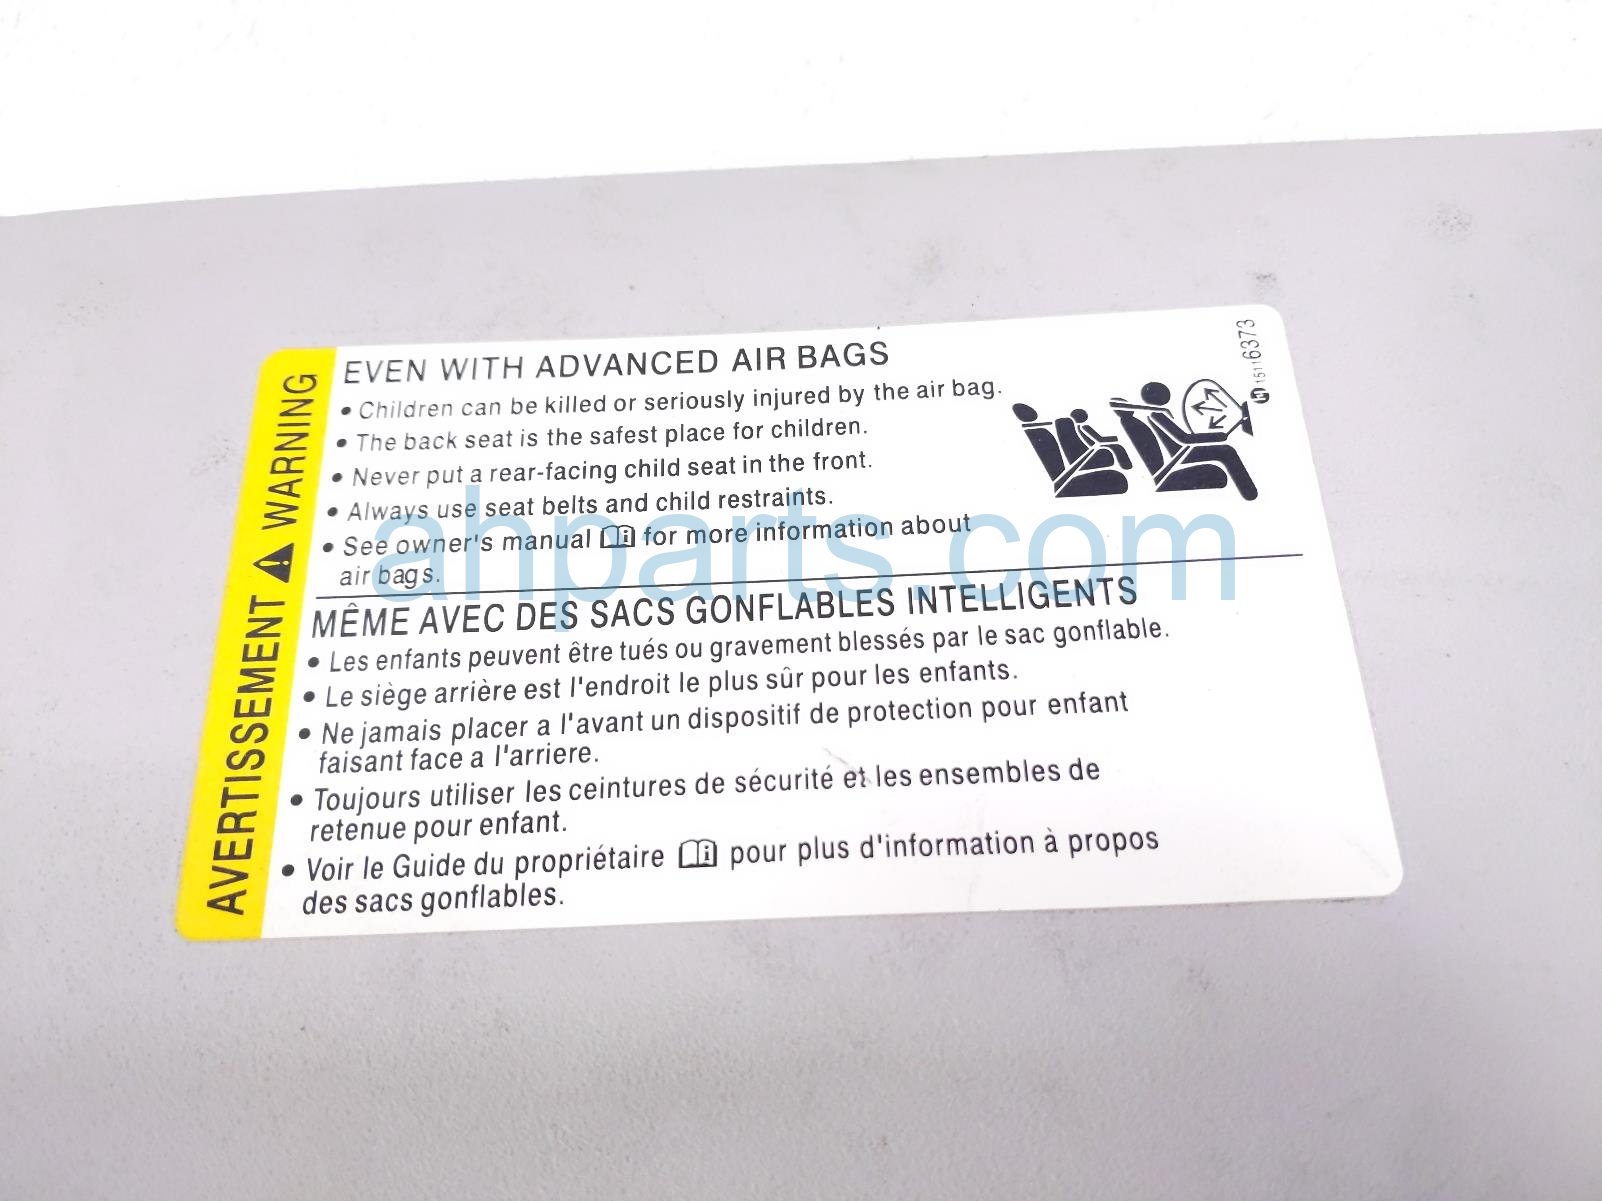 AVERTISSEMENT ⚠ WARNING
EVEN WITH ADVANCED AIR BAGS
• Children can be killed or seriously injured by the air bag.
• The back seat is the safest place for children.
• Never put a rear-facing child seat in the front.
• Always use seat belts and child restraints.
• See owner's manual for more information about
air bags.
MÊME AVEC DES SACS GONFLABLES INTELLIGENTS
• Les enfants peuvent être tués ou gravement blessés par le sac gonflable.
• Le siège arrière est l'endroit le plus sûr pour les enfants.
• Ne jamais placer a l'avant un dispositif de protection pour enfant
faisant face a l'arriere.
• Toujours utiliser les ceintures de sécurité et les ensembles de
retenue pour enfant.
• Voir le Guide du propriétaire pour plus d'information à propos
des sacs gonflables.
15116373
ahparts.com